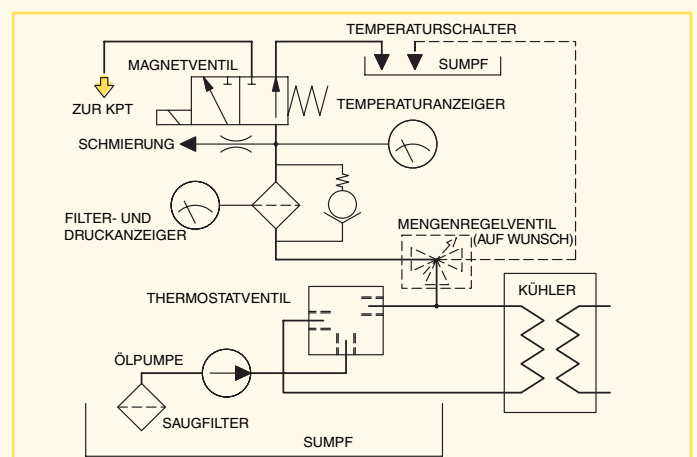 TEMPERATURSCHALTER
MAGNETVENTIL
SUMPF
ZUR KPT
TEMPERATURANZEIGER
SCHMIERUNG
FILTER- UND
DRUCKANZEIGER
MENGENREGELVENTIL
(AUF WUNSCH)
KÜHLER
THERMOSTATVENTIL
ÖLPUMPE
SAUGFILTER
SUMPF